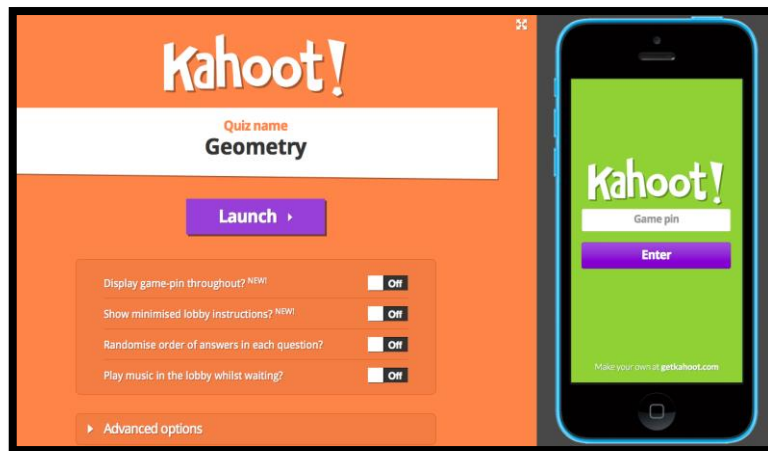 Kahoot!
Quiz name
Geometry
Launch
Display game-pin throughout? NEW!
Off
Show minimised lobby instructions? NEW!
Off
Randomise order of answers in each question?
Off
Play music in the lobby whilst waiting?
Off
Advanced options
Kahoot!
Game pin
Enter
Make your own at getkahoot.com